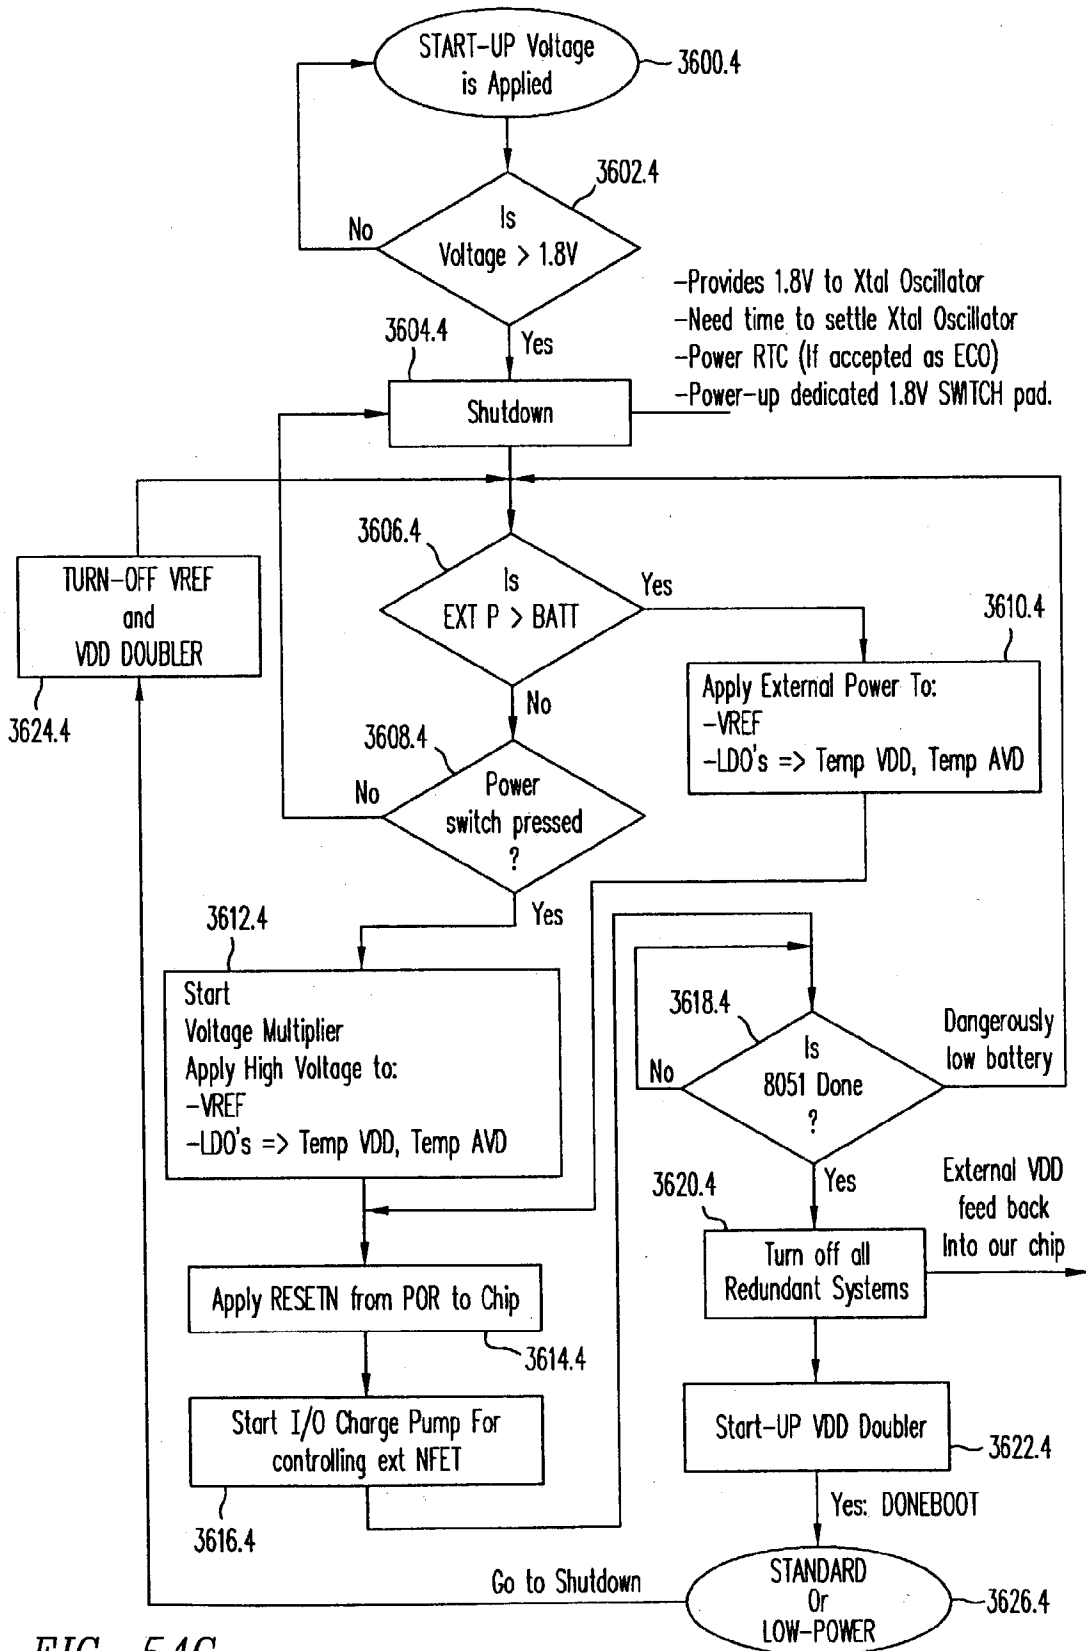 START-UP Voltage
is Applied
3600.4
3602.4
Is
Voltage > 1.8V
No
Yes
-Provides 1.8V to Xtal Oscillator
-Need time to settle Xtal Oscillator
-Power RTC (If accepted as ECO)
-Power-up dedicated 1.8V SWITCH pad.
3604.4
Shutdown
3606.4
Is
EXT P > BATT
Yes
No
TURN-OFF VREF
and
VDD DOUBLER
3624.4
3610.4
Apply External Power To:
-VREF
-LDO's => Temp VDD, Temp AVD
3608.4
Power
switch pressed
?
No
Yes
3612.4
Start
Voltage Multiplier
Apply High Voltage to:
-VREF
-LDO's => Temp VDD, Temp AVD
3618.4
Is
8051 Done
?
No
Dangerously
low battery
Yes
3620.4
Turn off all
Redundant Systems
External VDD
feed back
Into our chip
Apply RESETN from POR to Chip
3614.4
Start I/O Charge Pump For
controlling ext NFET
3616.4
Start-UP VDD Doubler
3622.4
Yes: DONEBOOT
Go to Shutdown
STANDARD
Or
LOW-POWER
3626.4
FIG. 54G